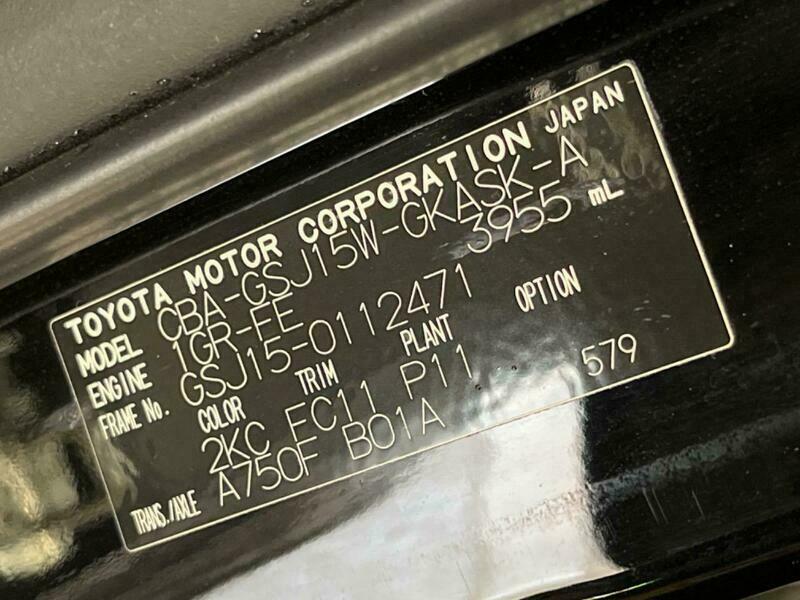 TOYOTA MOTOR CORPORATION JAPAN
MODEL CBA-GSJ15W-GKASK-A
ENGINE 1GR-FE 3955 mL
FRAME No. GSJ15-0112471
COLOR TRIM PLANT OPTION
2KC FC11 P11
TRANS./AXLE A750F B01A 579